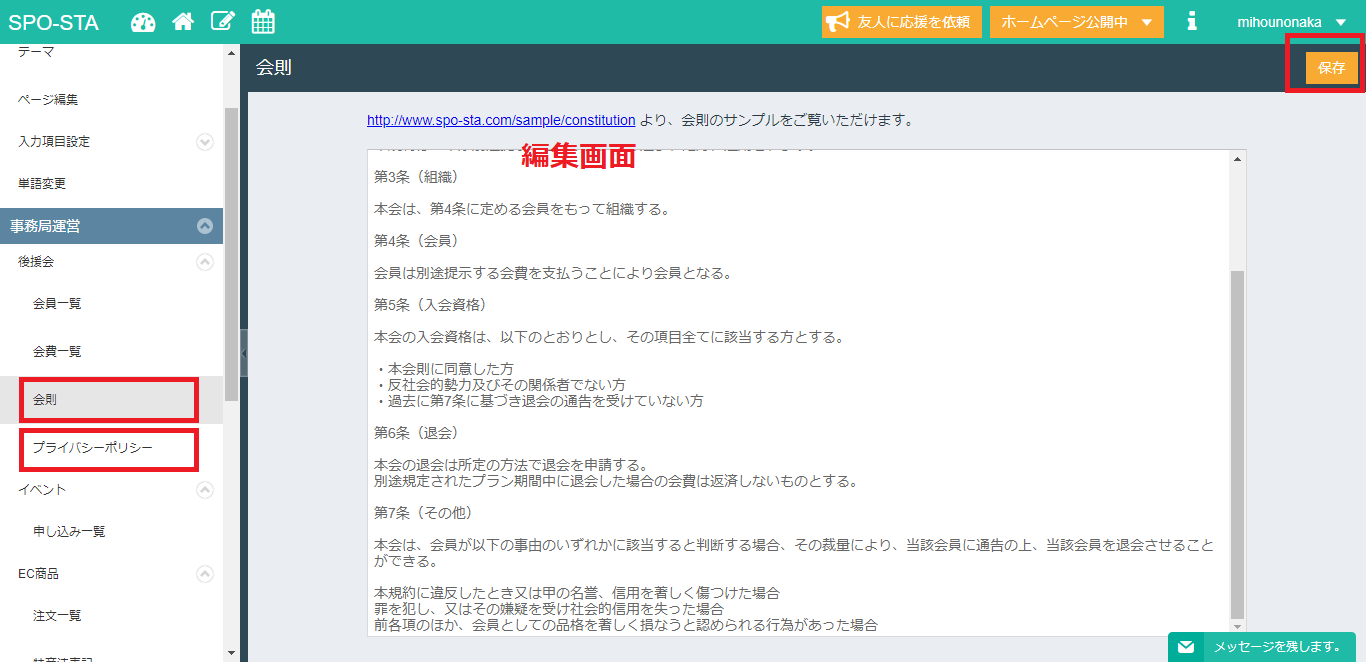 SPO-STA
友人に応援を依頼
ホームページ公開中
mihounonaka
テーマ
ページ編集
入力項目設定
単語変更
事務局運営
後援会
会員一覧
会費一覧
会則
プライバシーポリシー
イベント
申し込み一覧
EC商品
注文一覧
会則
保存
http://www.spo-sta.com/sample/constitution より、会則のサンプルをご覧いただけます。
編集画面
第3条（組織）
本会は、第4条に定める会員をもって組織する。
第4条（会員）
会員は別途提示する会費を支払うことにより会員となる。
第5条（入会資格）
本会の入会資格は、以下のとおりとし、その項目全てに該当する方とする。
・本会則に同意した方
・反社会的勢力及びその関係者でない方
・過去に第7条に基づき退会の通告を受けていない方
第6条（退会）
本会の退会は所定の方法で退会を申請する。
別途規定されたプラン期間中に退会した場合の会費は返済しないものとする。
第7条（その他）
本会は、会員が以下の事由のいずれかに該当すると判断する場合、その裁量により、当該会員に通告の上、当該会員を退会させること
ができる。
本規約に違反したとき又は甲の名誉、信用を著しく傷つけた場合
罪を犯し、又はその嫌疑を受け社会的信用を失った場合
前各項のほか、会員としての品格を著しく損なうと認められる行為があった場合
メッセージを残します。